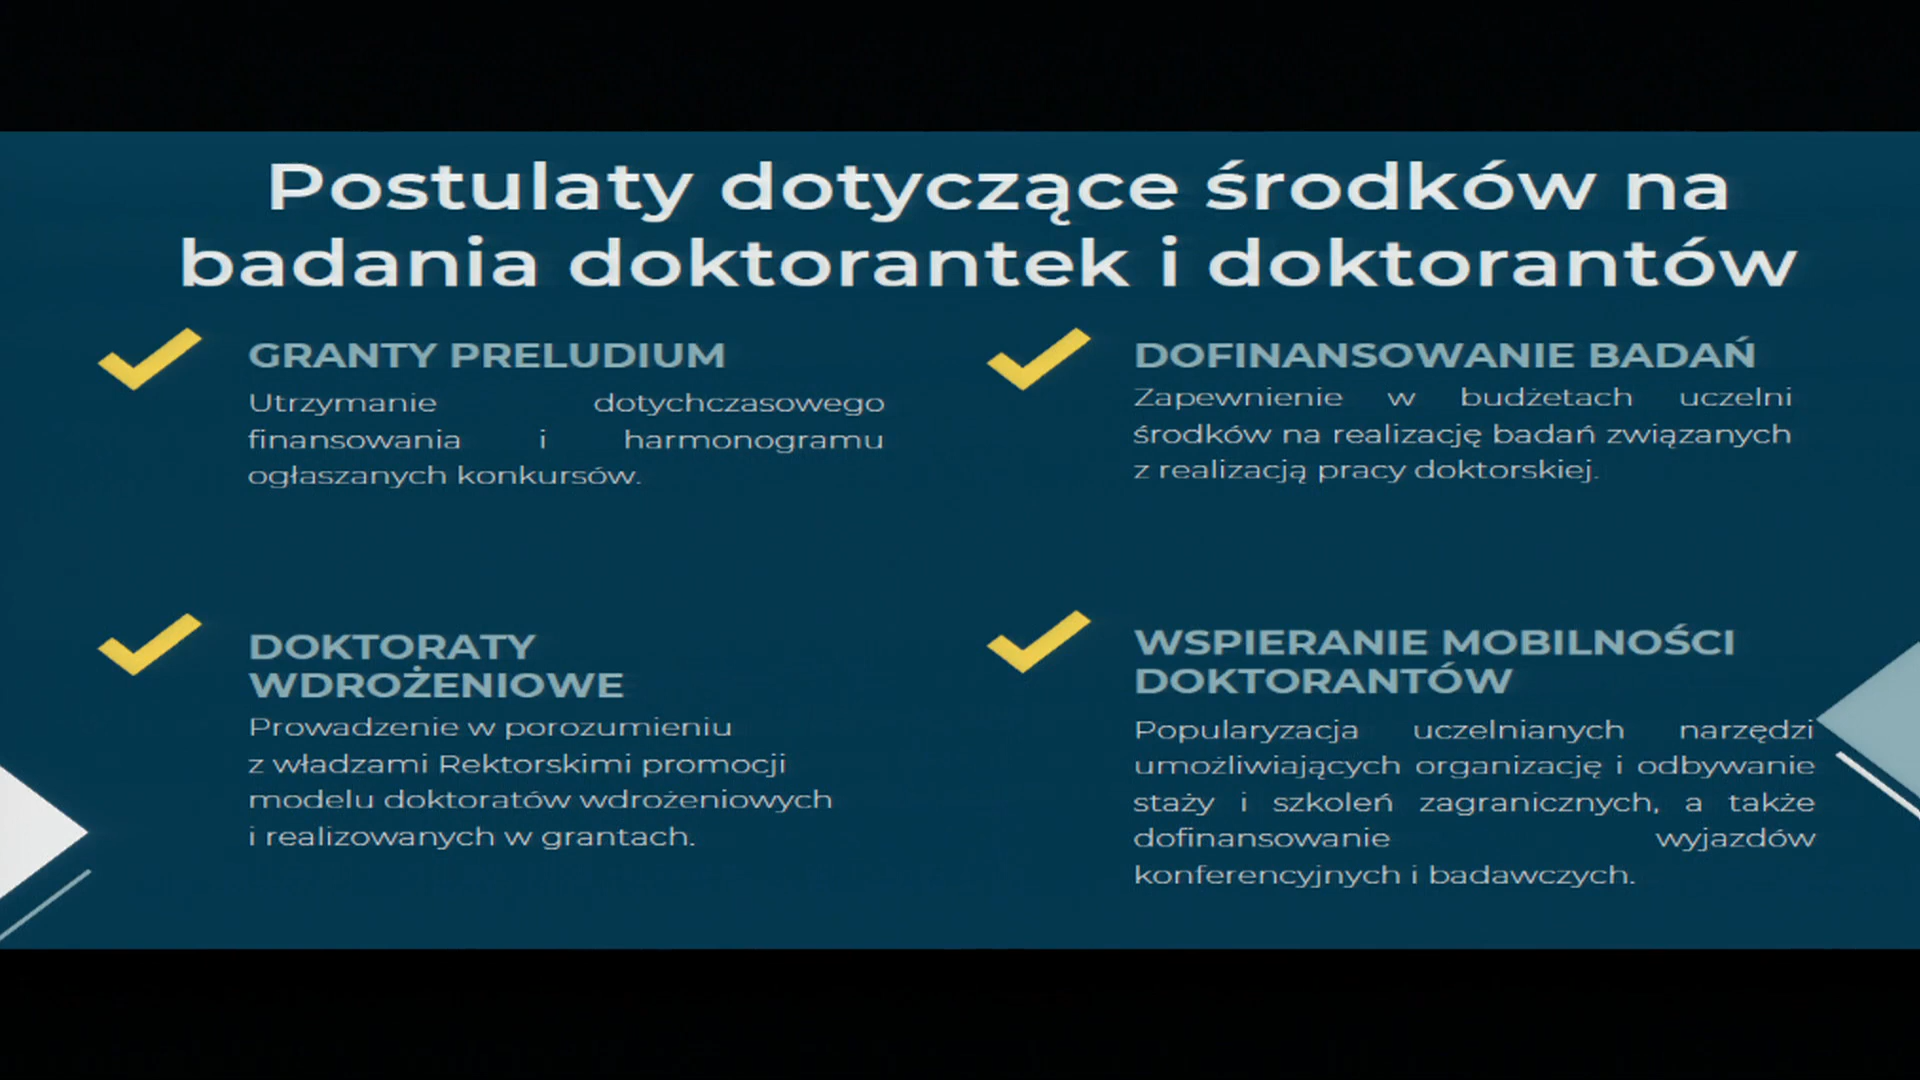 Postulaty dotyczące środków na
badania doktorantek i doktorantów
GRANTY PRELUDIUM
Utrzymanie dotychczasowego
finansowania i harmonogramu
ogłaszanych konkursów.
DOFINANSOWANIE BADAŃ
Zapewnienie w budżetach uczelni
środków na realizację badań związanych
z realizacją pracy doktorskiej.
DOKTORATY
WDROŻENIOWE
Prowadzenie w porozumieniu
z władzami Rektorskimi promocji
modelu doktoratów wdrożeniowych
i realizowanych w grantach.
WSPIERANIE MOBILNOŚCI
DOKTORANTÓW
Popularyzacja uczelnianych narzędzi
umożliwiających organizację i odbywanie
staży i szkoleń zagranicznych, a także
dofinansowanie wyjazdów
konferencyjnych i badawczych.